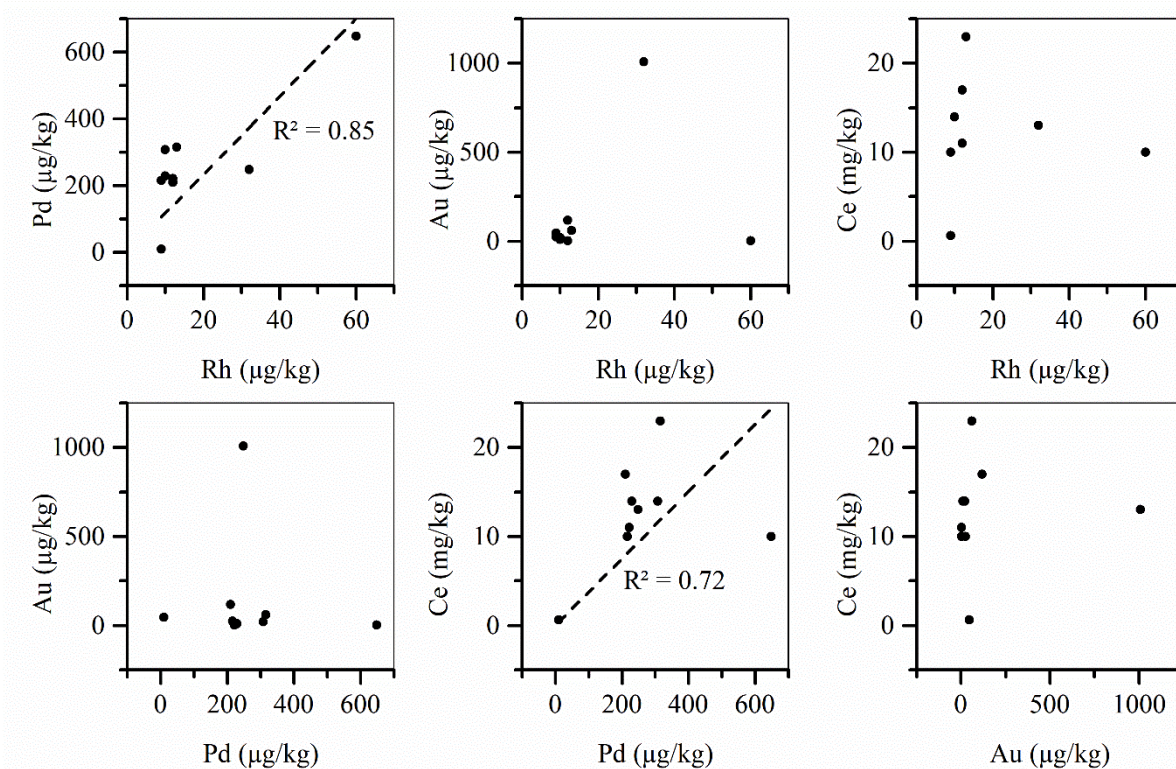 600
400
200
0
Pd (µg/kg)
R² = 0.85
0 20 40 60
Rh (µg/kg)
1000
500
0
Au (µg/kg)
0 20 40 60
Rh (µg/kg)
20
10
0
Ce (mg/kg)
0 20 40 60
Rh (µg/kg)
1000
500
0
Au (µg/kg)
0 200 400 600
Pd (µg/kg)
20
10
0
Ce (mg/kg)
R² = 0.72
0 200 400 600
Pd (µg/kg)
20
10
0
Ce (mg/kg)
0 500 1000
Au (µg/kg)